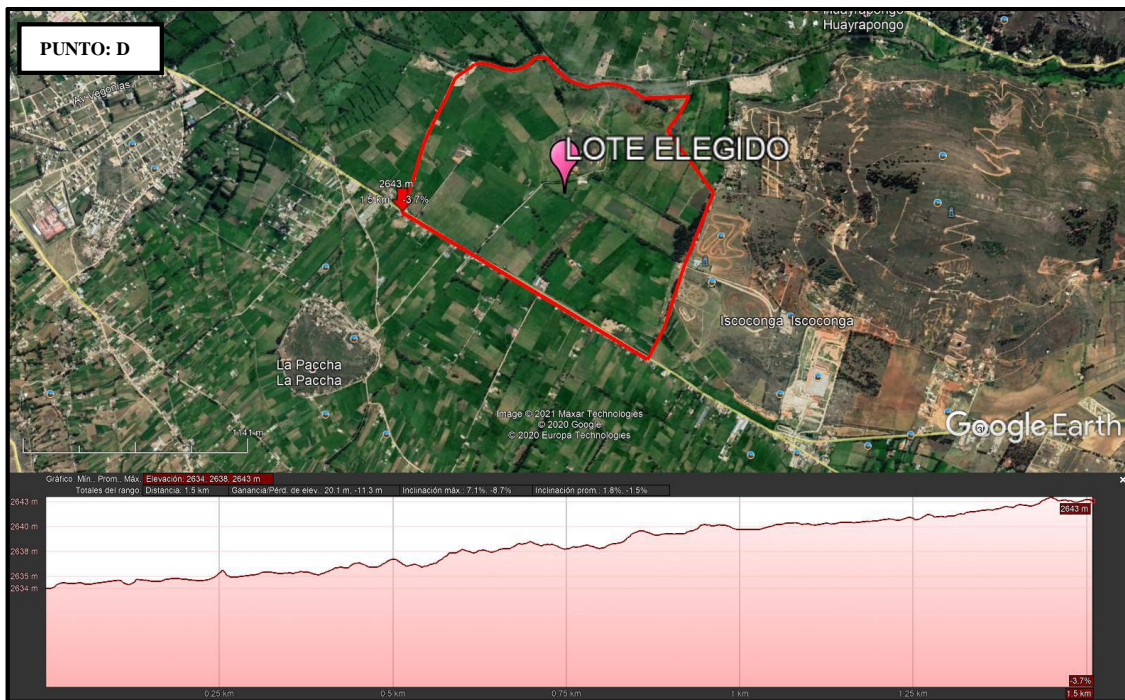 Huayrapongo
Huayrapongo
PUNTO: D
Av Vegonias
LOTE ELEGIDO
2643 m
1.5 km -3.7%
Iscoconga Iscoconga
La Paccha
La Paccha
Image © 2021 Maxar Technologies
© 2020 Google
© 2020 Europa Technologies
Google Earth
1141 m
Gráfico: Mín., Prom., Máx. Elevación: 2634, 2638, 2643 m
Totales del rango: Distancia: 1.5 km Ganancia/Pérd. de elev.: 20.1 m, -11.3 m Inclinación máx.: 7.1%, -8.7% Inclinación prom.: 1.8%, -1.5%
2643 m
2643 m
2640 m
2638 m
2635 m
2634 m
-3.7%
0.25 km 0.5 km 0.75 km 1 km 1.25 km 1.5 km